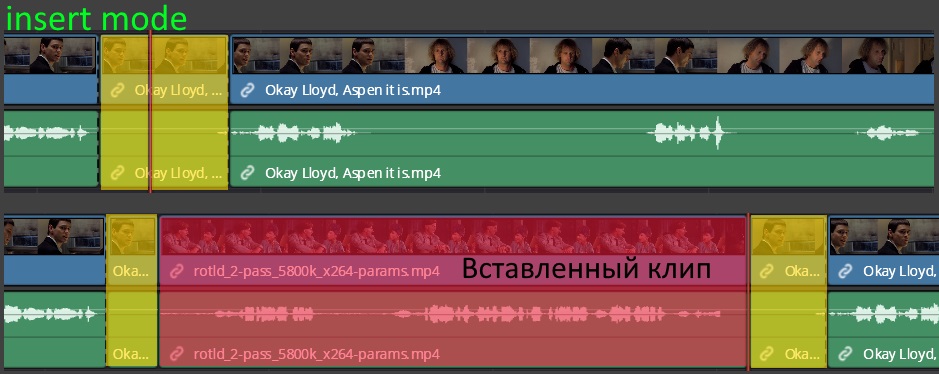 insert mode
Okay Lloyd, ... Okay Lloyd, Aspen it is.mp4
Okay Lloyd, ... Okay Lloyd, Aspen it is.mp4
Oka... rotld_2-pass_5800k_x264-params.mp4 Вставленный клип Oka... Okay Lloyd,
Oka... rotld_2-pass_5800k_x264-params.mp4 Oka... Okay Lloyd,